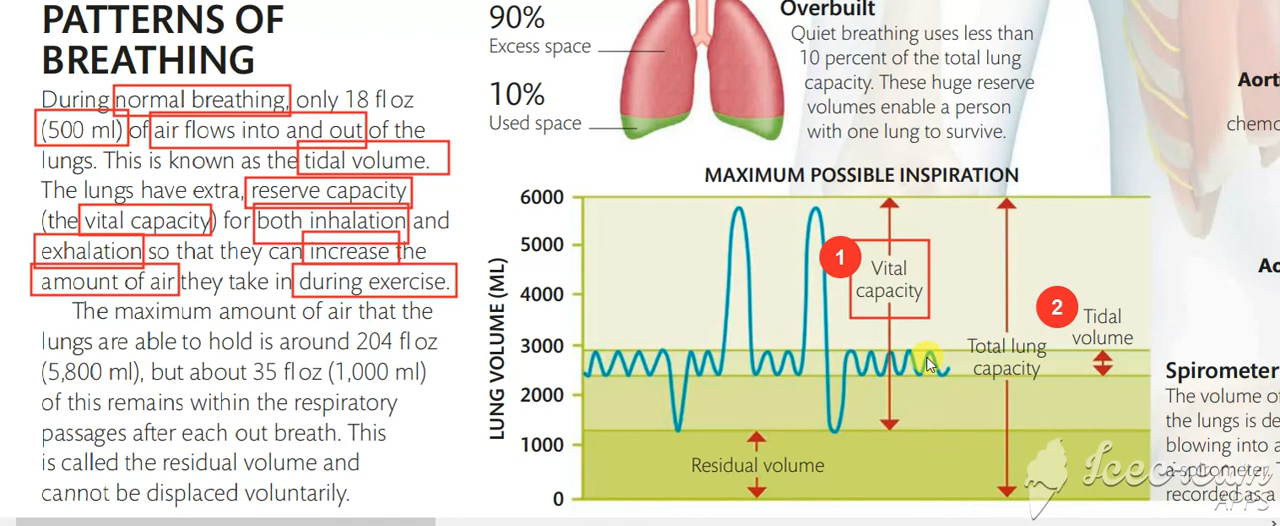 PATTERNS OF
BREATHING
During normal breathing, only 18 fl oz
(500 ml) of air flows into and out of the
lungs. This is known as the tidal volume.
The lungs have extra, reserve capacity
(the vital capacity) for both inhalation and
exhalation so that they can increase the
amount of air they take in during exercise.
The maximum amount of air that the
lungs are able to hold is around 204 fl oz
(5,800 ml), but about 35 fl oz (1,000 ml)
of this remains within the respiratory
passages after each out breath. This
is called the residual volume and
cannot be displaced voluntarily.
90%
Excess space
10%
Used space
Overbuilt
Quiet breathing uses less than
10 percent of the total lung
capacity. These huge reserve
volumes enable a person
with one lung to survive.
MAXIMUM POSSIBLE INSPIRATION
LUNG VOLUME (ML)
6000
5000
4000
3000
2000
1000
0
1
Vital
capacity
2
Tidal
volume
Total lung
capacity
Residual volume
Aorti
chemo
Ao
Spirometer
The volume of
the lungs is de
blowing into a
a spirometer.
recorded as a
Icecream
APPS